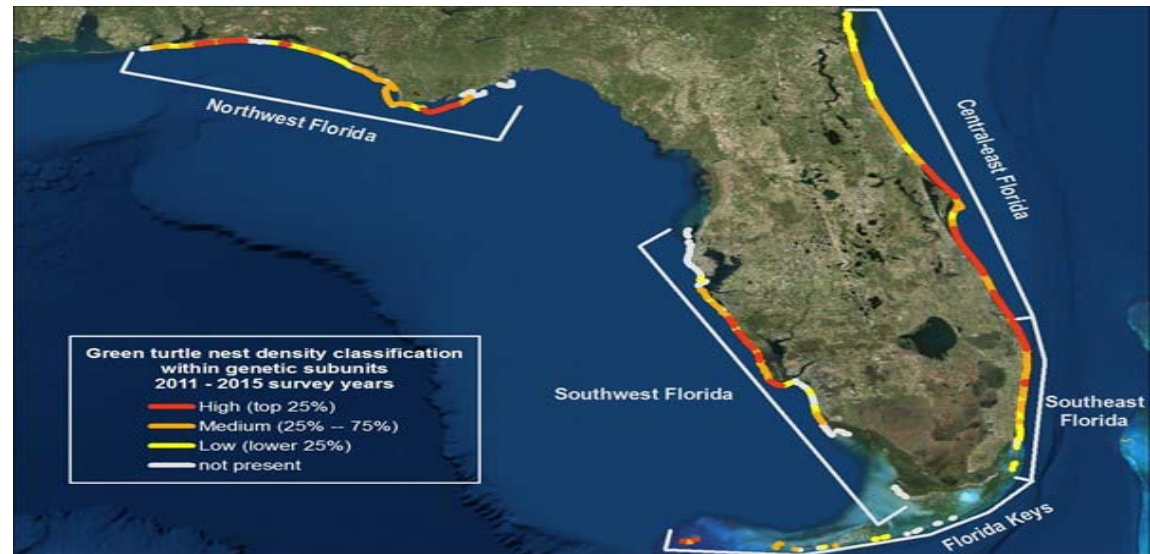 Northwest Florida
Central-east Florida
Green turtle nest density classification
within genetic subunits
2011 - 2015 survey years
High (top 25%)
Medium (25% -- 75%)
Low (lower 25%)
not present
Southwest Florida
Southeast
Florida
Florida Keys